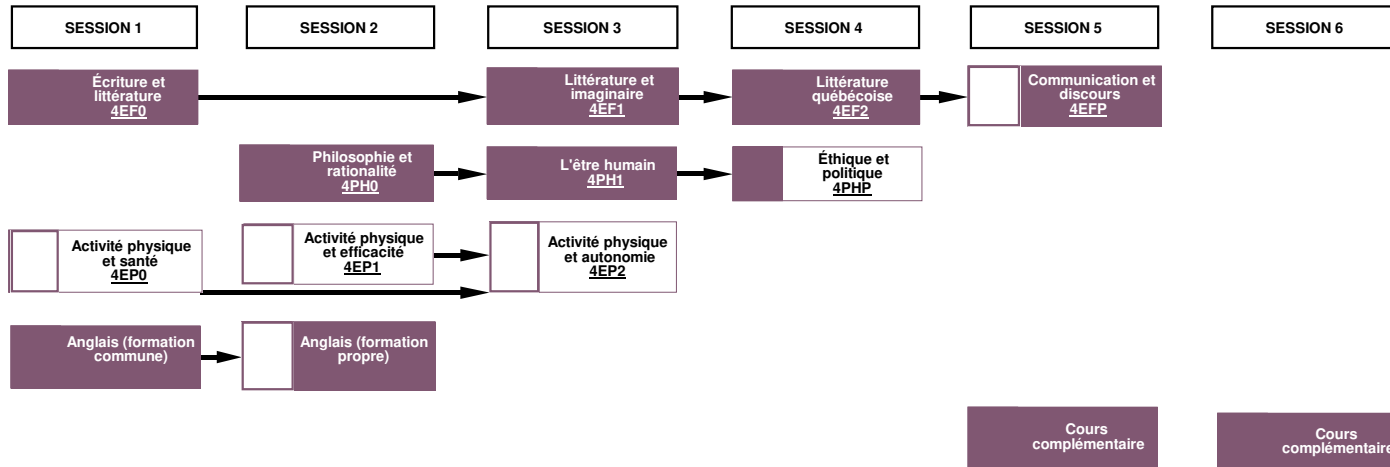 SESSION 1
SESSION 2
SESSION 3
SESSION 4
SESSION 5
SESSION 6
Écriture et
littérature
4EF0
Littérature et
imaginaire
4EF1
Littérature
québécoise
4EF2
Communication et
discours
4EFP
Philosophie et
rationalité
4PH0
L'être humain
4PH1
Éthique et
politique
4PHP
Activité physique
et santé
4EP0
Activité physique
et efficacité
4EP1
Activité physique
et autonomie
4EP2
Anglais (formation
commune)
Anglais (formation
propre)
Cours
complémentaire
Cours
complémentaire